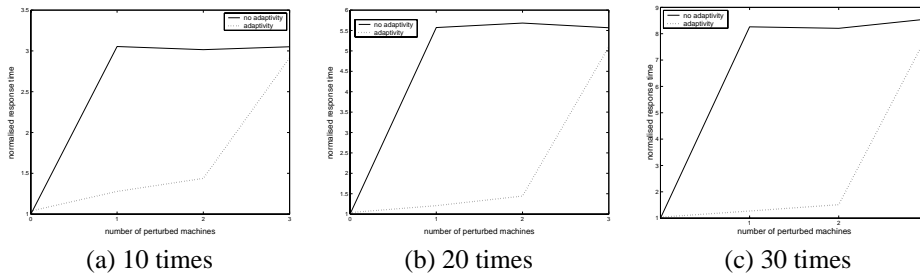 3.5
3
2.5
2
1.5
1
0
1
2
3
normalised response time
number of perturbed machines
no adaptivity
adaptivity
(a) 10 times
6
5.5
5
4.5
4
3.5
3
2.5
2
1.5
1
0
1
2
3
normalised response time
number of perturbed machines
no adaptivity
adaptivity
(b) 20 times
9
8
7
6
5
4
3
2
1
1
2
normalised response time
number of perturbed machines
no adaptivity
adaptivity
(c) 30 times